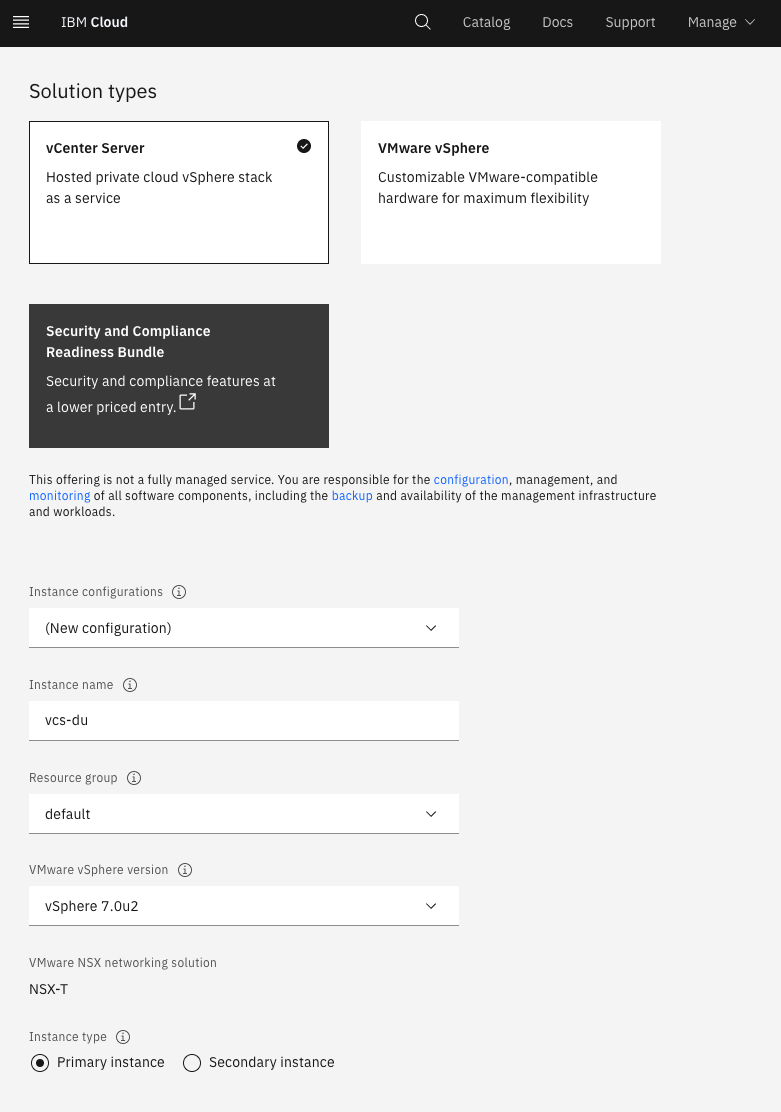 IBM Cloud
Catalog
Docs
Support
Manage
Solution types
vCenter Server
Hosted private cloud vSphere stack
as a service
VMware vSphere
Customizable VMware-compatible
hardware for maximum flexibility
Security and Compliance
Readiness Bundle
Security and compliance features at
a lower priced entry.
This offering is not a fully managed service. You are responsible for the configuration, management, and
monitoring of all software components, including the backup and availability of the management infrastructure
and workloads.
Instance configurations
(New configuration)
Instance name
vcs-du
Resource group
default
VMware vSphere version
vSphere 7.0u2
VMware NSX networking solution
NSX-T
Instance type
Primary instance
Secondary instance